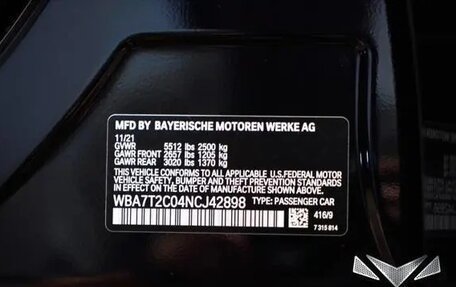 MFD BY BAYERISCHE MOTOREN WERKE AG
11/21
GVWR 5512 lbs 2500 kg
GAWR FRONT 2657 lbs 1205 kg
GAWR REAR 3020 lbs 1370 kg
THIS VEHICLE CONFORMS TO ALL APPLICABLE U.S.FEDERAL MOTOR
VEHICLE SAFETY, BUMPER, AND THEFT PREVENTION STANDARDS
IN EFFECT ON THE DATE OF MANUFACTURE SHOWN ABOVE.
WBA7T2C04NCJ42898 TYPE: PASSENGER CAR
416/9
7 315 814